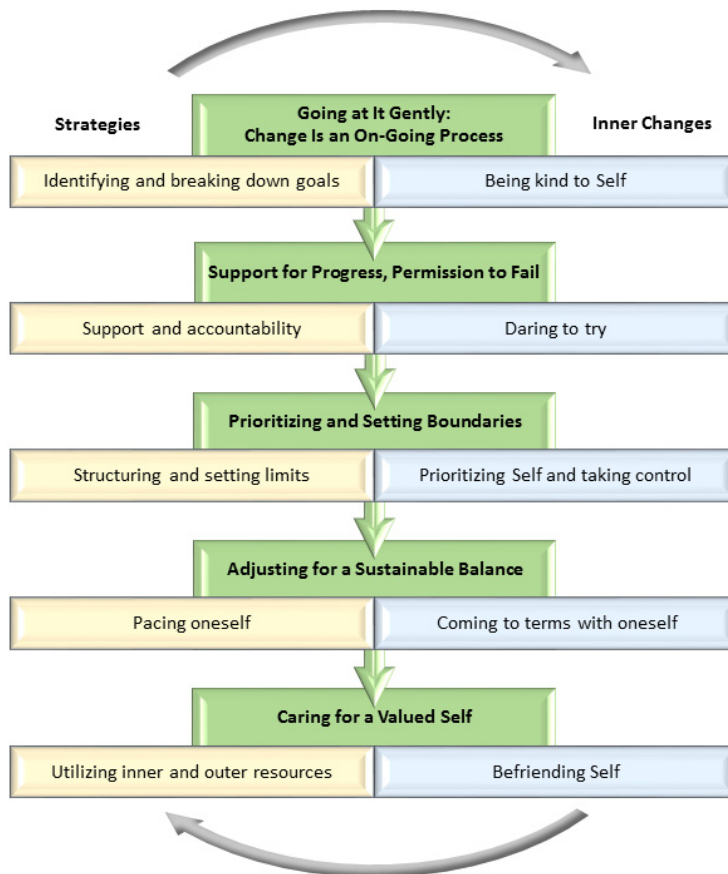 Strategies
Going at It Gently:
Change Is an On-Going Process
Inner Changes
Identifying and breaking down goals
Being kind to Self
Support for Progress, Permission to Fail
Support and accountability
Daring to try
Prioritizing and Setting Boundaries
Structuring and setting limits
Prioritizing Self and taking control
Adjusting for a Sustainable Balance
Pacing oneself
Coming to terms with oneself
Caring for a Valued Self
Utilizing inner and outer resources
Befriending Self